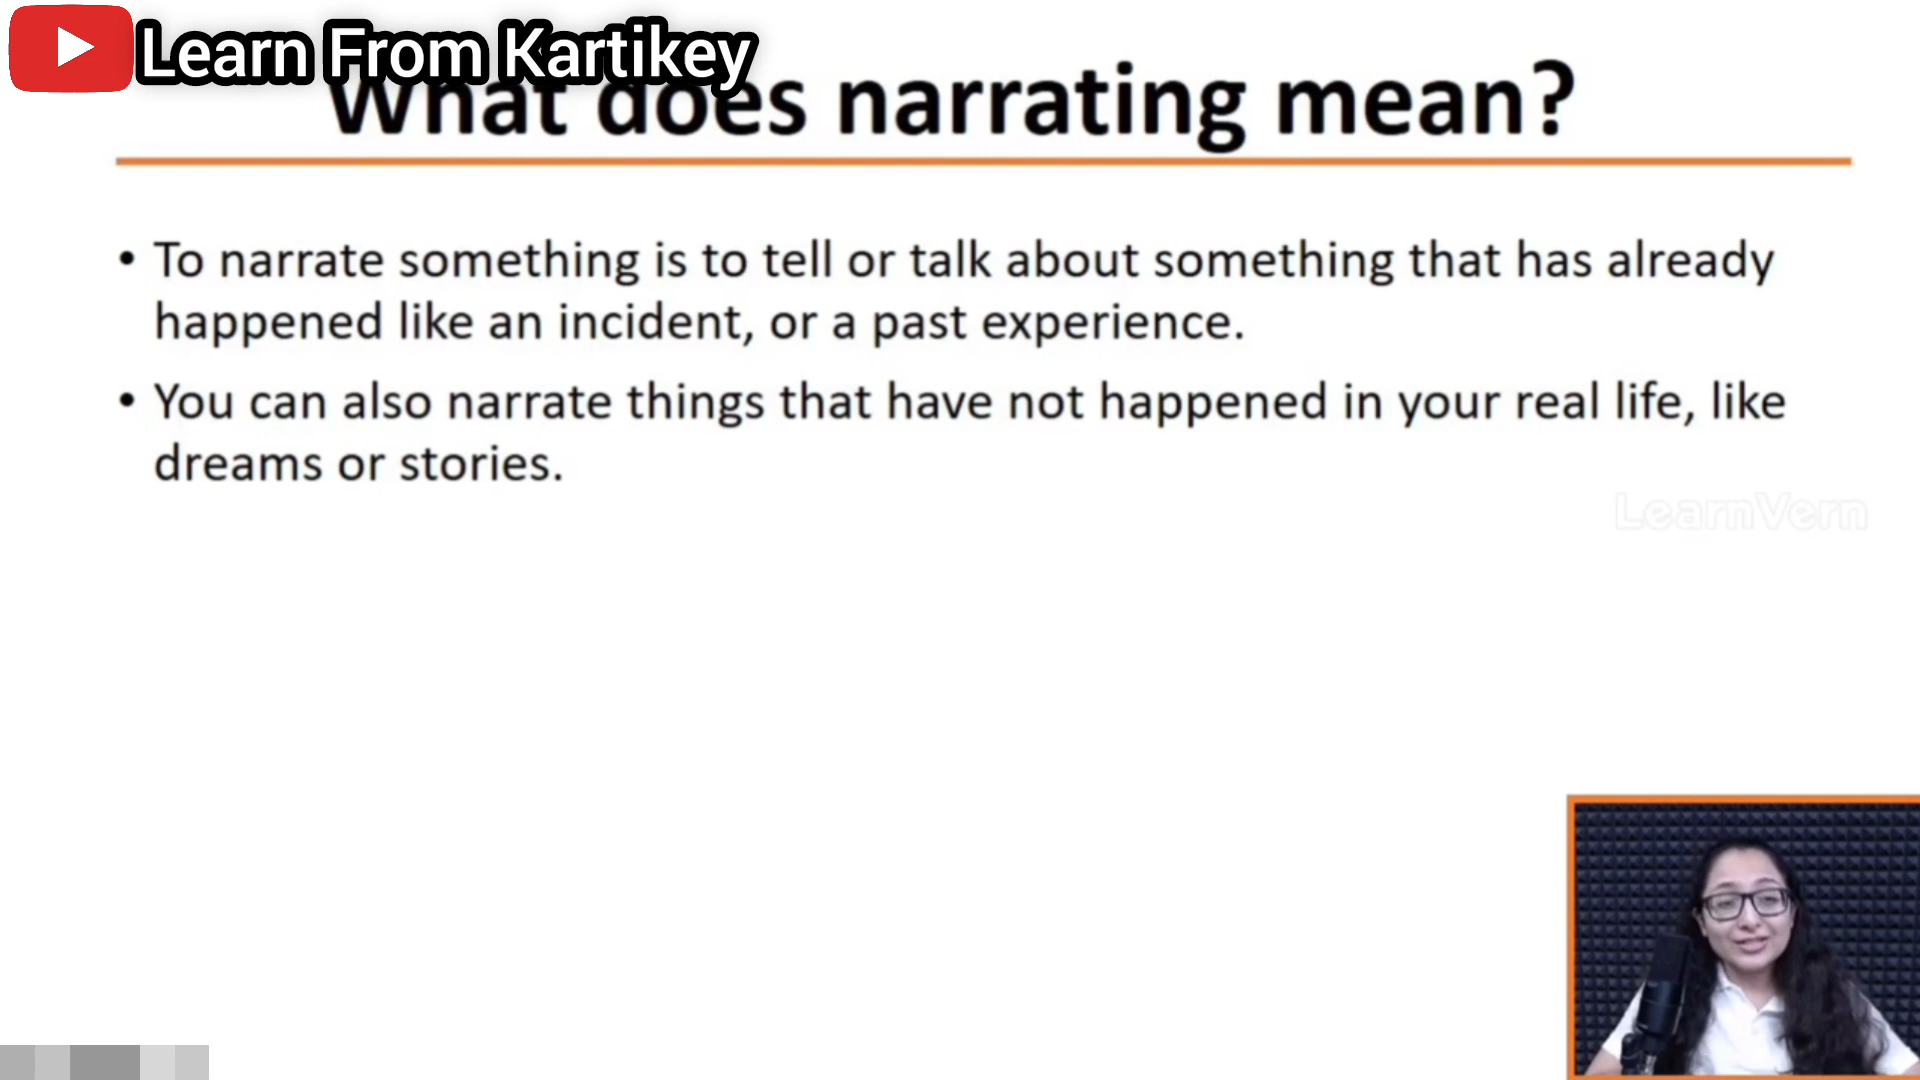 Learn From Kartikey
What does narrating mean?
• To narrate something is to tell or talk about something that has already
happened like an incident, or a past experience.
• You can also narrate things that have not happened in your real life, like
dreams or stories.
LearnVern